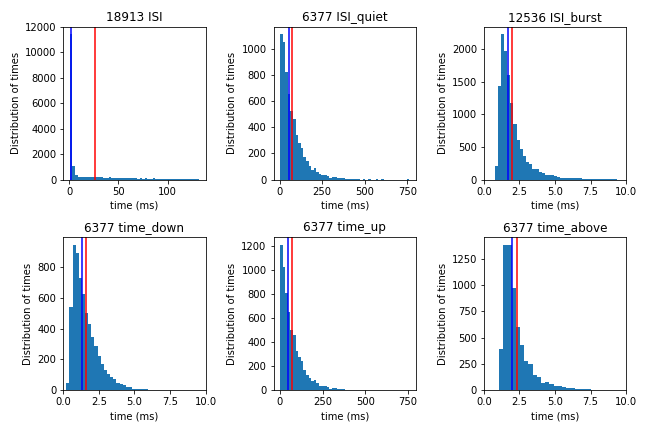 18913 ISI
6377 ISI_quiet
12536 ISI_burst
Distribution of times
12000
10000
8000
6000
4000
2000
0
0 50 100
time (ms)
Distribution of times
1000
800
600
400
200
0
0 250 500 750
time (ms)
Distribution of times
2000
1500
1000
500
0
0.0 2.5 5.0 7.5 10.0
time (ms)
6377 time_down
6377 time_up
6377 time_above
Distribution of times
800
600
400
200
0
0.0 2.5 5.0 7.5 10.0
time (ms)
Distribution of times
1200
1000
800
600
400
200
0
0 250 500 750
time (ms)
Distribution of times
1250
1000
750
500
250
0
0.0 2.5 5.0 7.5 10.0
time (ms)